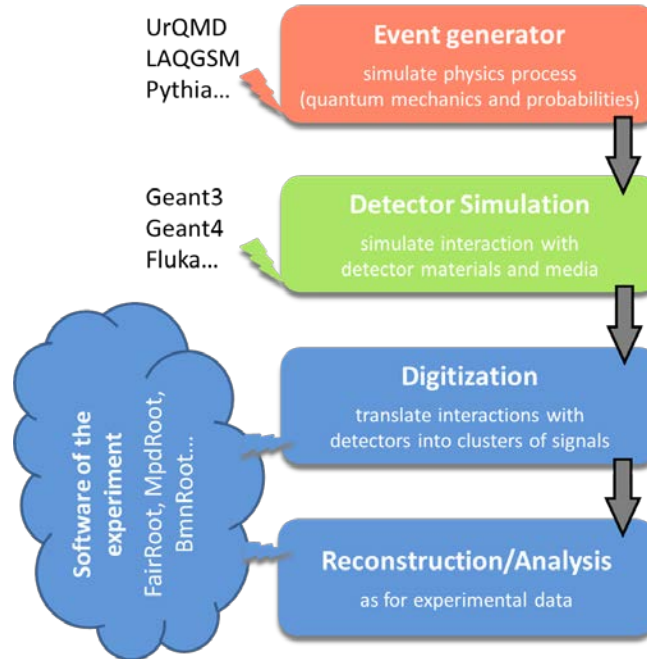 UrQMD
LAQGSM
Pythia...
Event generator
simulate physics process
(quantum mechanics and probabilities)
Geant3
Geant4
Fluka...
Detector Simulation
simulate interaction with
detector materials and media
Software of the
experiment
FairRoot, MpdRoot,
BmnRoot...
Digitization
translate interactions with
detectors into clusters of signals
Reconstruction/Analysis
as for experimental data